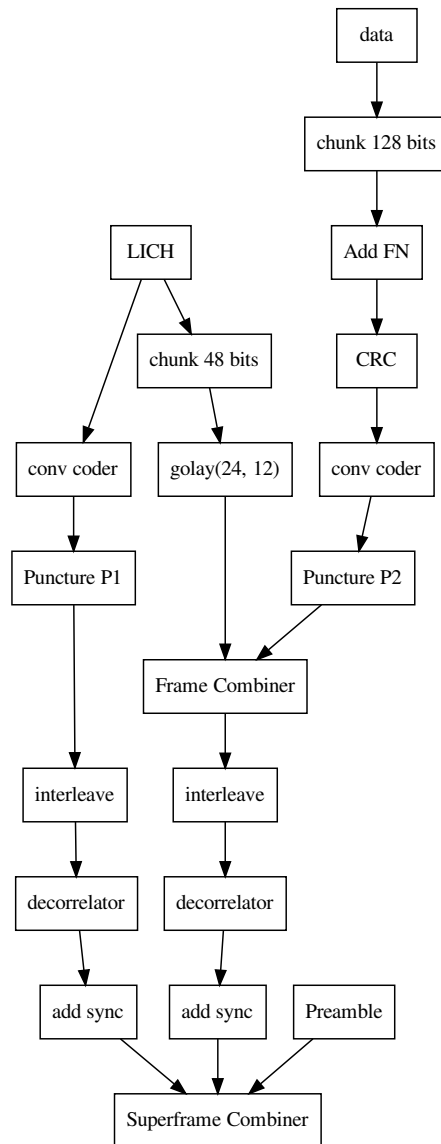 data
chunk 128 bits
LICH
Add FN
chunk 48 bits
CRC
conv coder
golay(24, 12)
conv coder
Puncture P1
Puncture P2
Frame Combiner
interleave
interleave
decorrelator
decorrelator
add sync
add sync
Preamble
Superframe Combiner